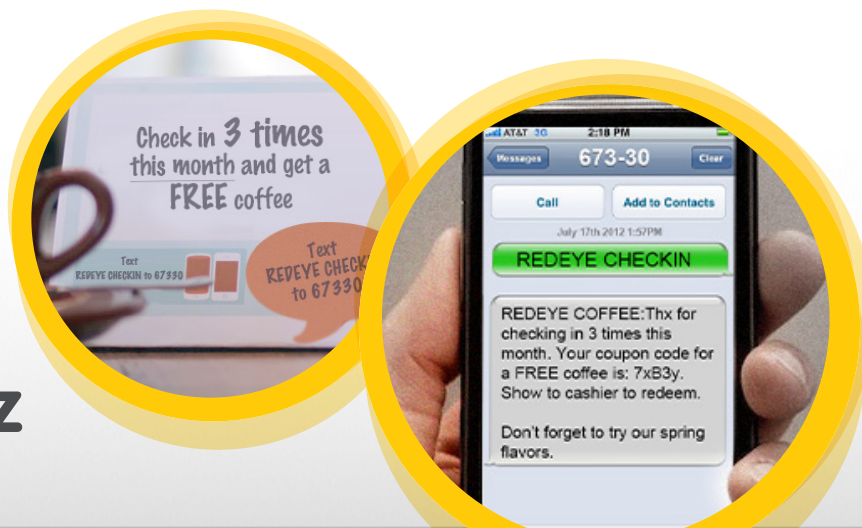 Check in 3 times
this month and get a
FREE coffee
Text
REDEYE CHECKIN to 67330
Text
REDEYE CHECK
to 67330
z
AT&T 3G 2:18 PM
Messages 673-30 Clear
Call Add to Contacts
July 17th 2012 1:57PM
REDEYE CHECKIN
REDEYE COFFEE:Thx for
checking in 3 times this
month. Your coupon code for
a FREE coffee is: 7xB3y.
Show to cashier to redeem.
Don't forget to try our spring
flavors.